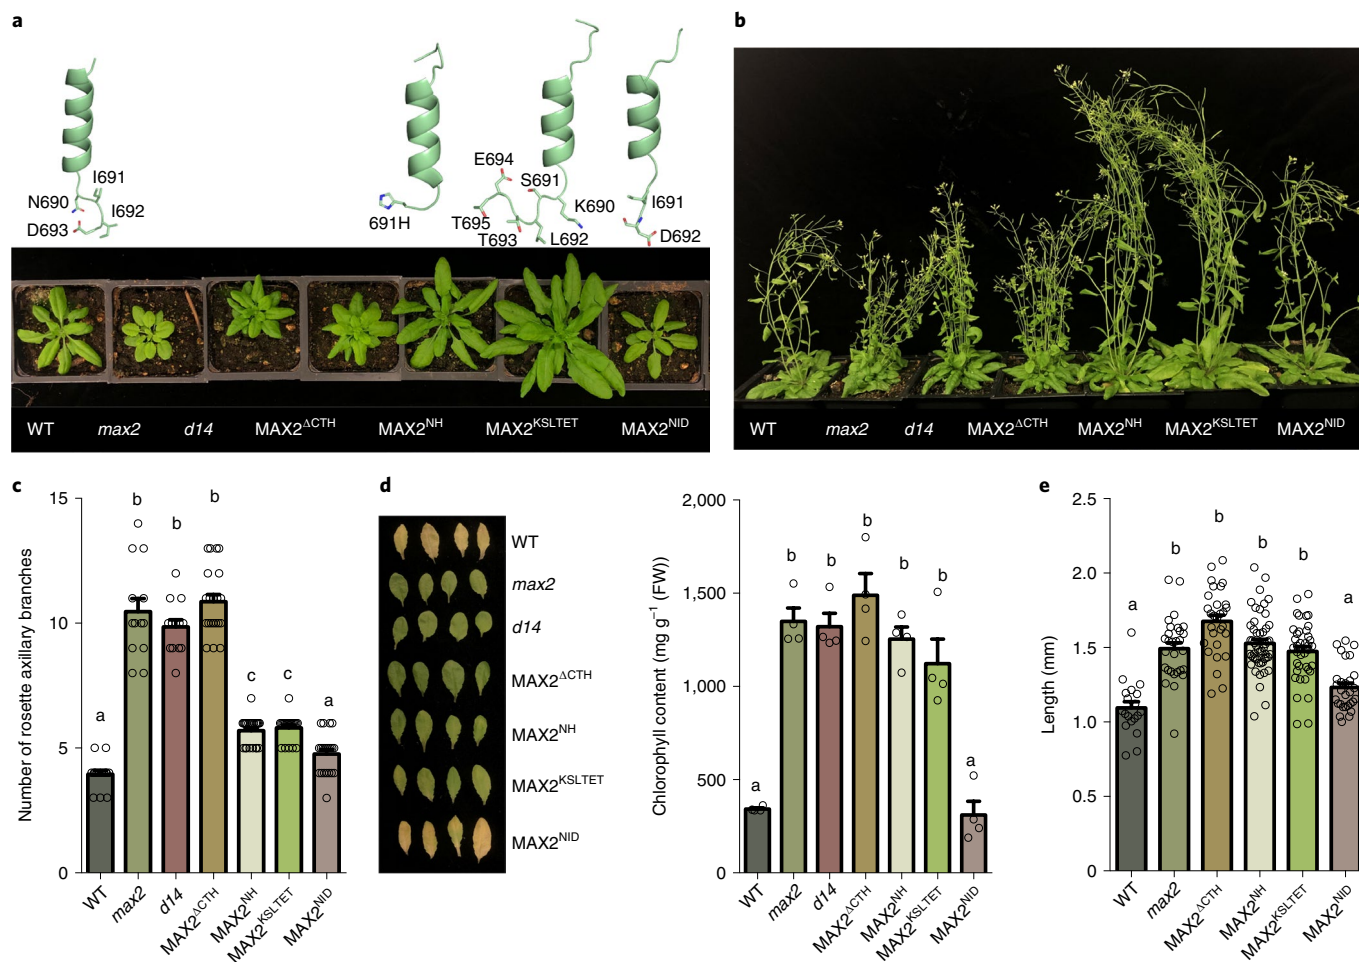 a
I691
N690
I692
D693
691H
E694
S691
K690
T695
T693
L692
I691
D692
WT max2 d14 MAX2ΔCTH MAX2NH MAX2KSLTET MAX2NID
b
WT max2 d14 MAX2ΔCTH MAX2NH MAX2KSLTET MAX2NID
c
Number of rosette axillary branches
15
10
5
0
a
b
b
b
c
c
a
WT
max2
d14
MAX2ΔCTH
MAX2NH
MAX2KSLTET
MAX2NID
d
WT
max2
d14
MAX2ΔCTH
MAX2NH
MAX2KSLTET
MAX2NID
Chlorophyll content (mg g−1 (FW))
2,000
1,500
1,000
500
0
a
b
b
b
b
b
a
WT
max2
d14
MAX2ΔCTH
MAX2NH
MAX2KSLTET
MAX2NID
e
Length (mm)
2.5
2.0
1.5
1.0
0.5
0
a
b
b
b
b
a
WT
max2
MAX2ΔCTH
MAX2NH
MAX2KSLTET
MAX2NID